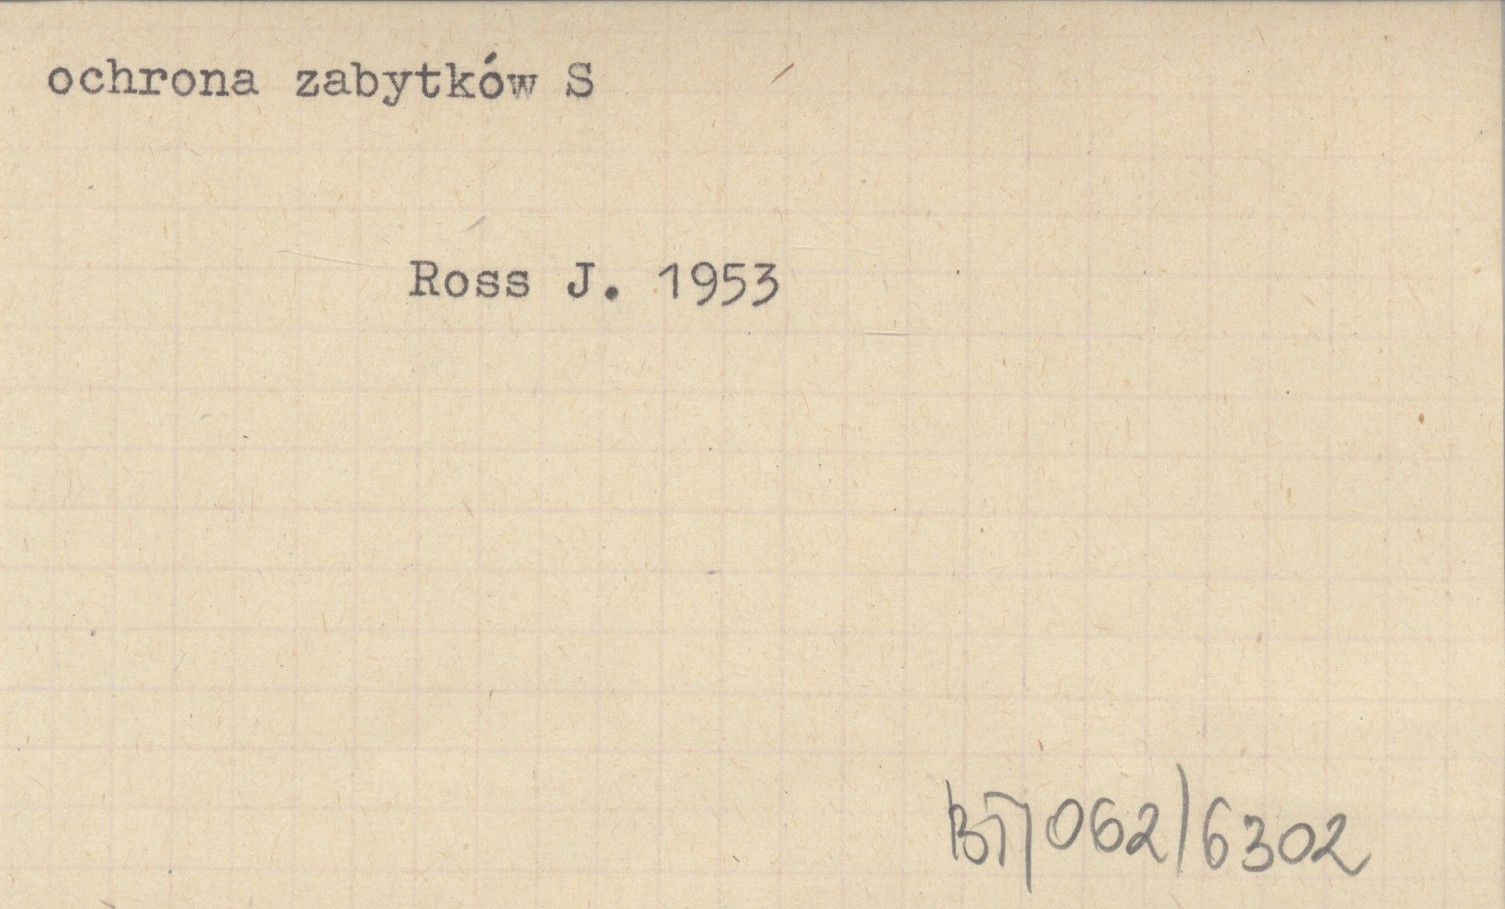 ochrona zabytków S
Ross J. 1953
BT/062/6302